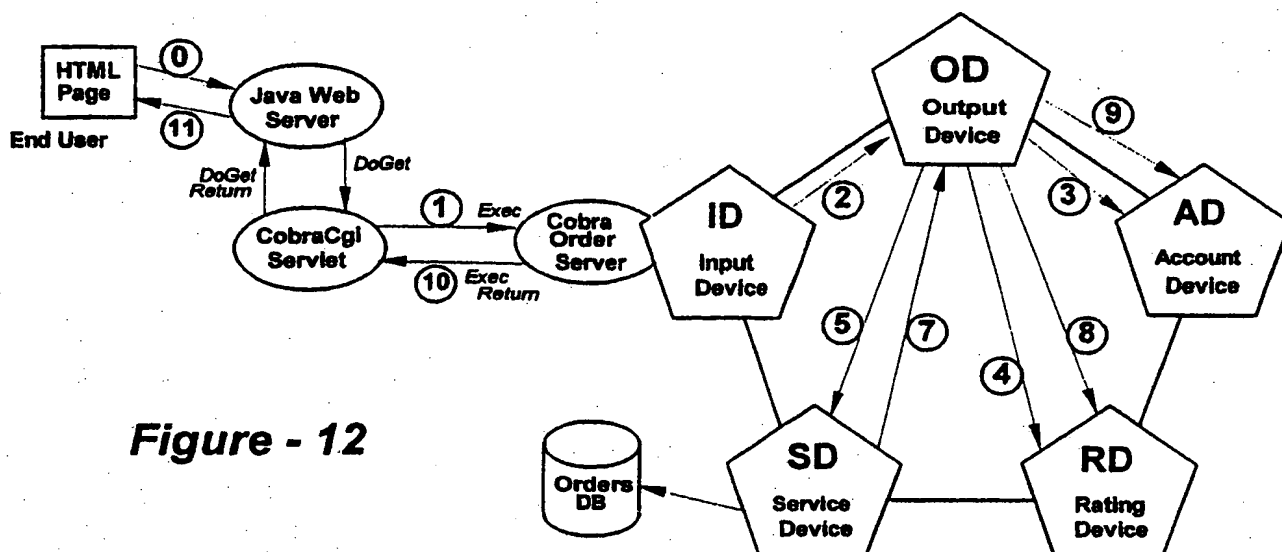 0
HTML
Page
11
End User
Java Web
Server
DoGet
Return
DoGet
CobraCgi
Servlet
1
Exec
10
Exec
Return
Cobra
Order
Server
ID
Input
Device
2
OD
Output
Device
9
3
AD
Account
Device
5
7
4
8
Figure - 12
Orders
DB
SD
Service
Device
RD
Rating
Device